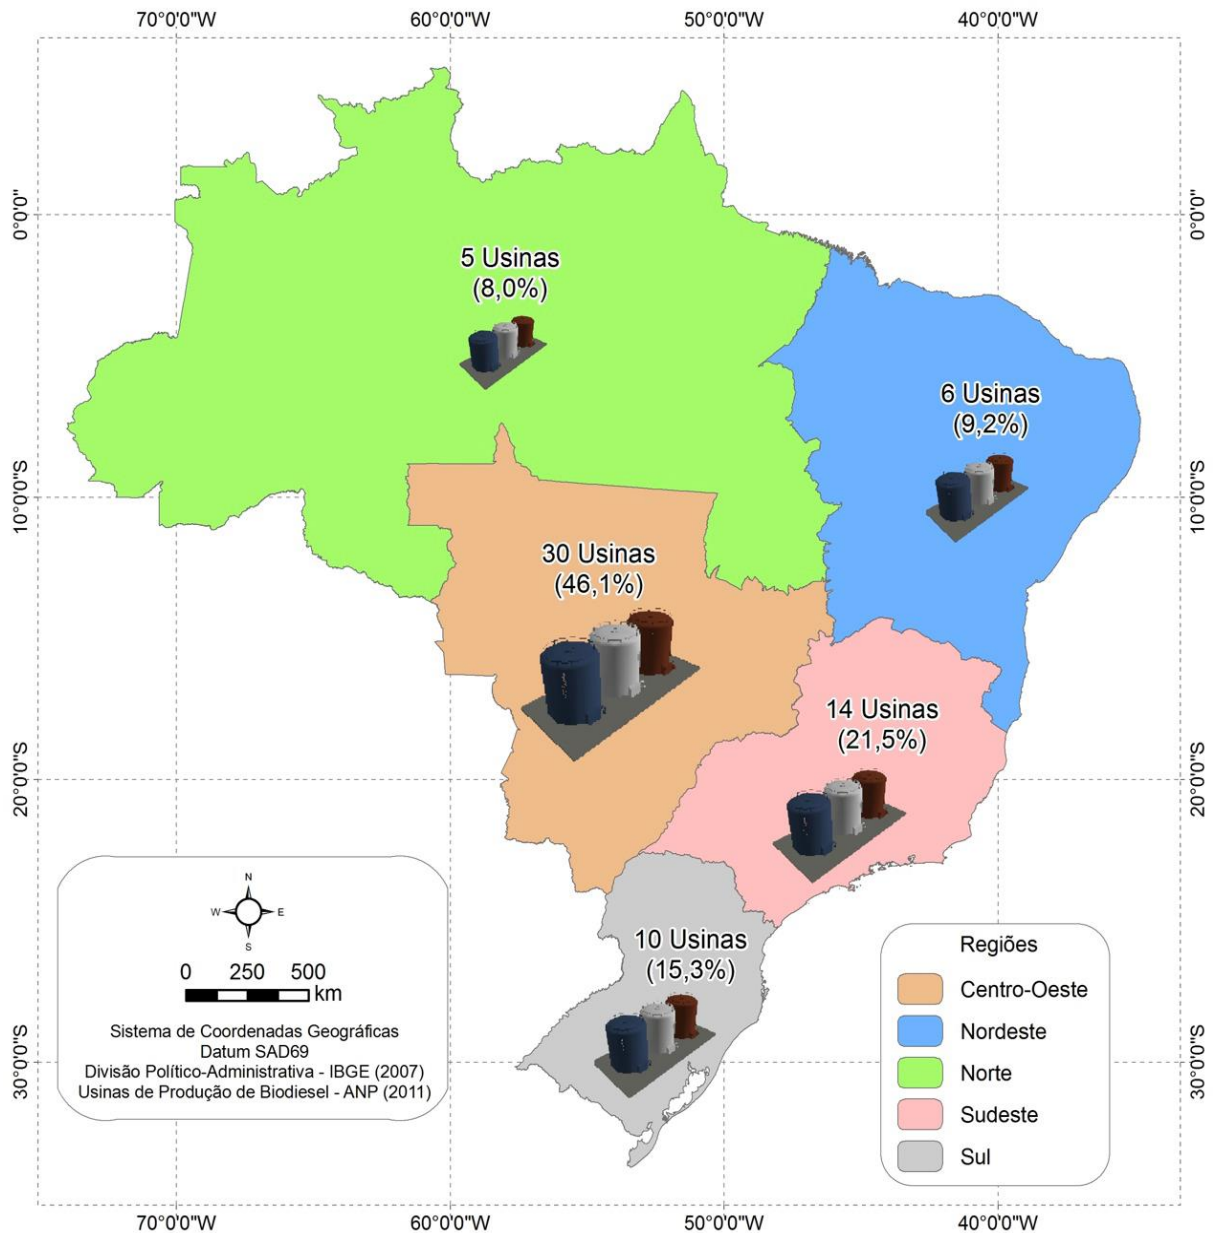 70°0'0"W 60°0'0"W 50°0'0"W 40°0'0"W
0°0'0"
0°0'0"
5 Usinas
(8,0%)
6 Usinas
(9,2%)
10°0'0"S
10°0'0"S
30 Usinas
(46,1%)
14 Usinas
(21,5%)
20°0'0"S
20°0'0"S
10 Usinas
(15,3%)
N
W E
S
0 250 500
km
Sistema de Coordenadas Geográficas
Datum SAD69
Divisão Político-Administrativa - IBGE (2007)
Usinas de Produção de Biodiesel - ANP (2011)
Regiões
Centro-Oeste
Nordeste
Norte
Sudeste
Sul
30°0'0"S
30°0'0"S
70°0'0"W 60°0'0"W 50°0'0"W 40°0'0"W